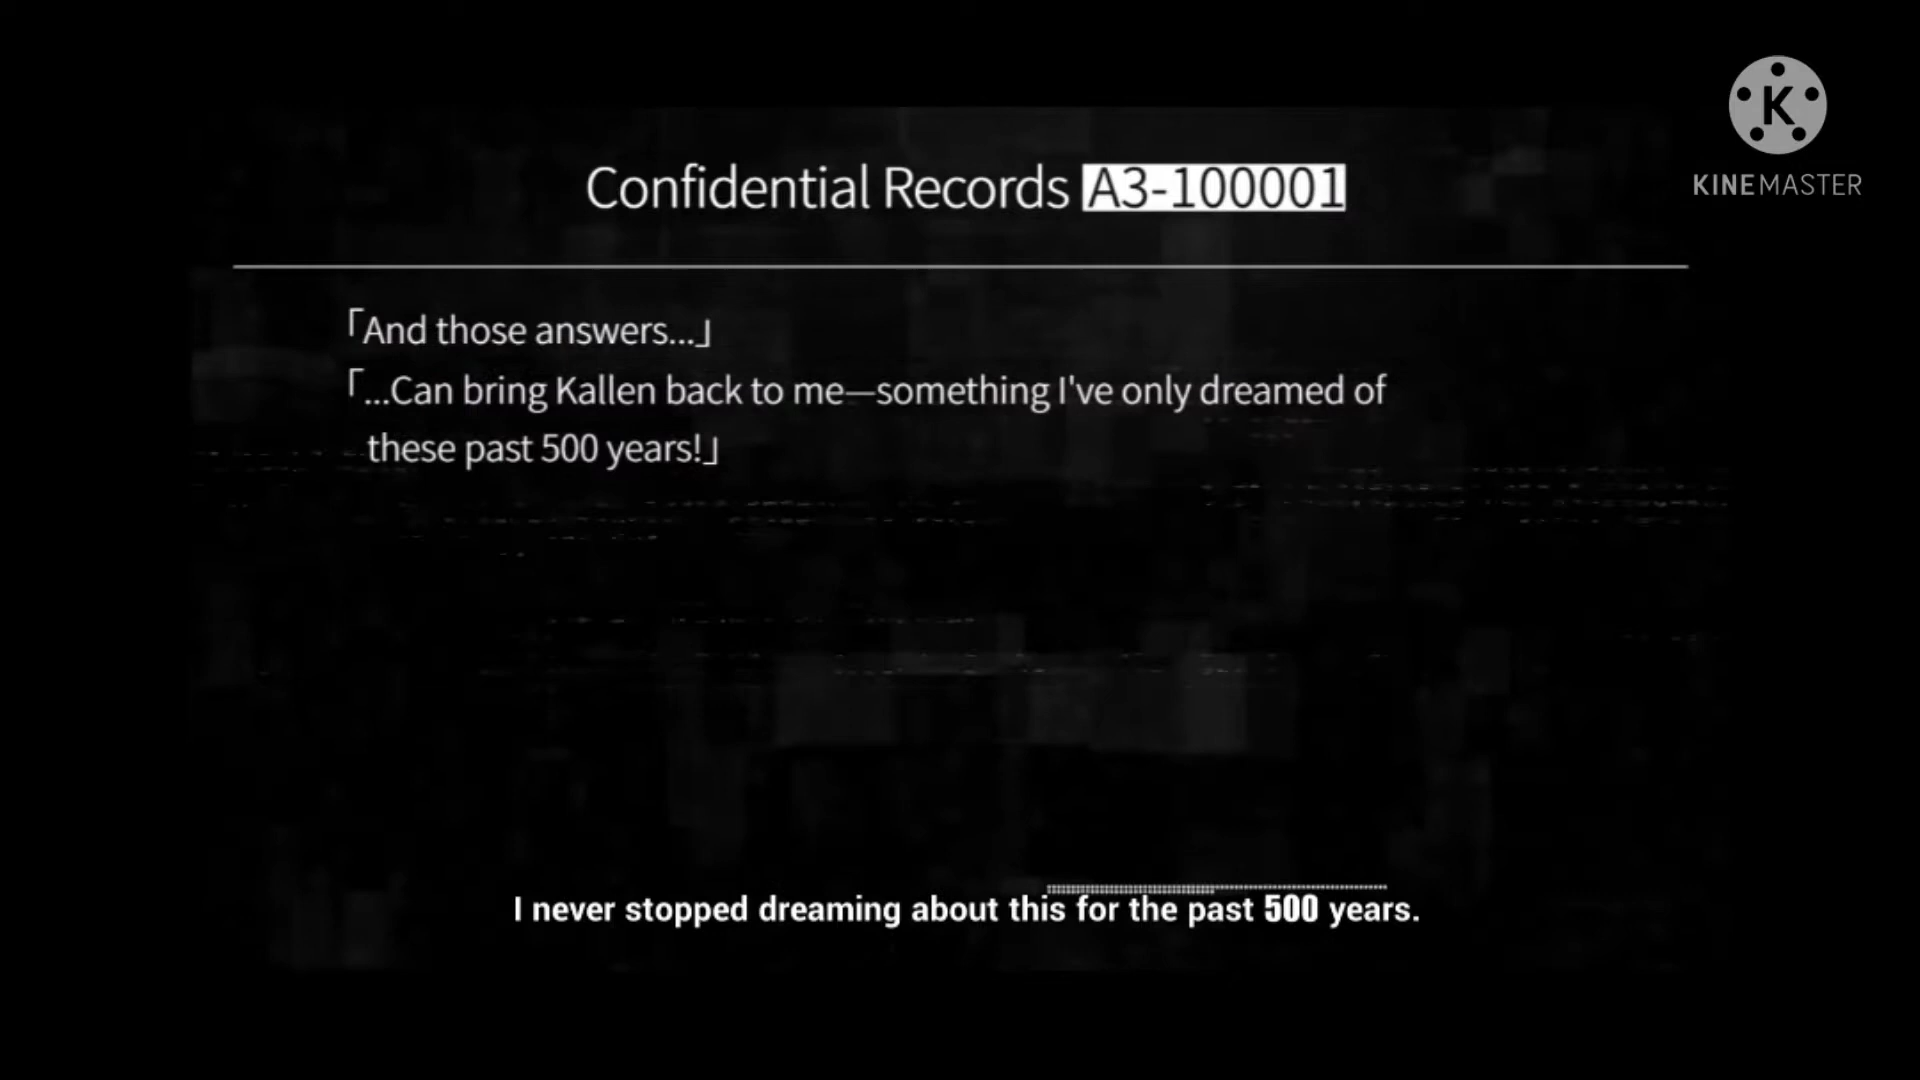 K
KINEMASTER
Confidential Records A3-100001
「And those answers...」
「...Can bring Kallen back to me—something I've only dreamed of
these past 500 years!」
I never stopped dreaming about this for the past 500 years.